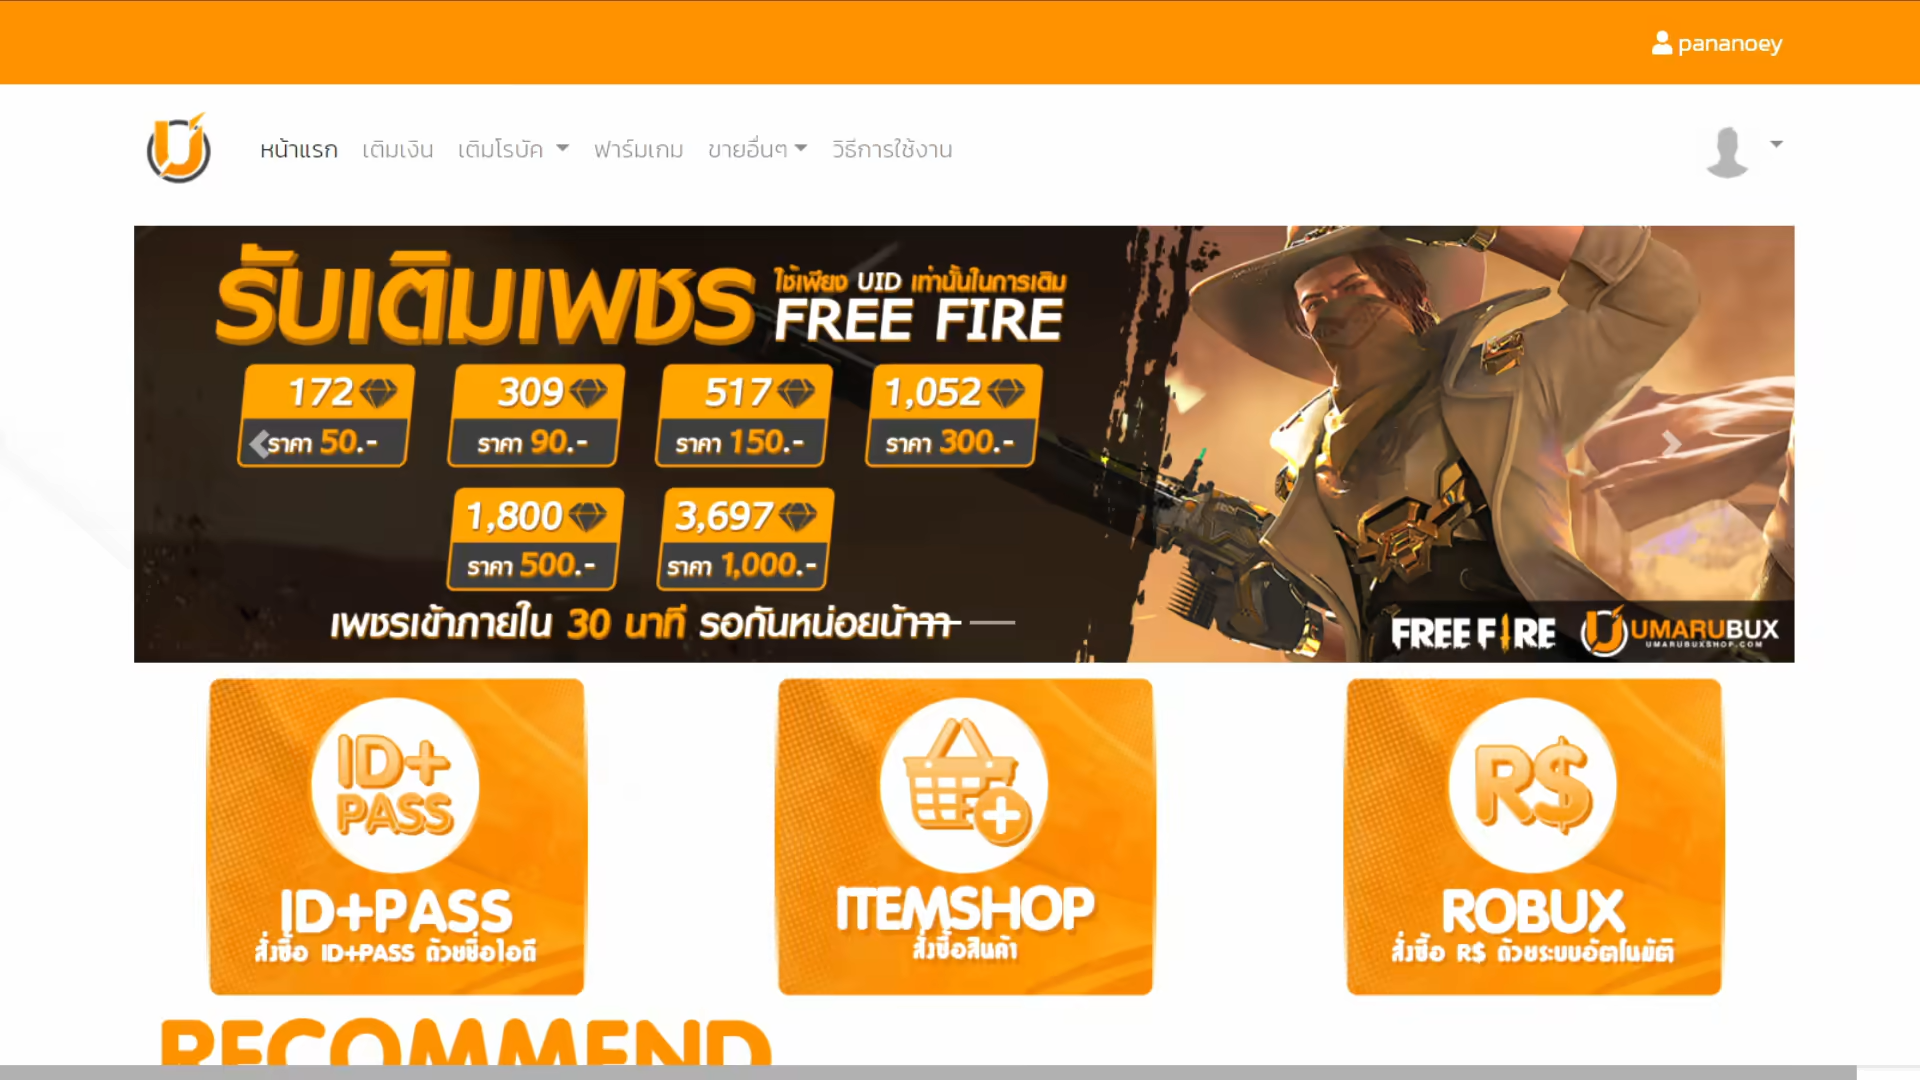 pananoey
หน้าแรก เติมเงิน เติมโรบัค ฟาร์มเกม ขายอื่นๆ วิธีการใช้งาน
รับเติมเพชร ใช้เพียง UID เท่านั้นในการเติม
FREE FIRE
172 309 517 1,052
ราคา 50.- ราคา 90.- ราคา 150.- ราคา 300.-
1,800 3,697
ราคา 500.- ราคา 1,000.-
เพชรเข้าภายใน 30 นาที รอกันหน่อยน้าาา
FREE FIRE UMARUBUX
UMARUBUXSHOP.COM
ID+
PASS
R$
ID+PASS
สั่งซื้อ ID+PASS ด้วยชื่อไอดี
ITEMSHOP
สั่งซื้อสินค้า
ROBUX
สั่งซื้อ R$ ด้วยระบบอัตโนมัติ
RECOMMEND